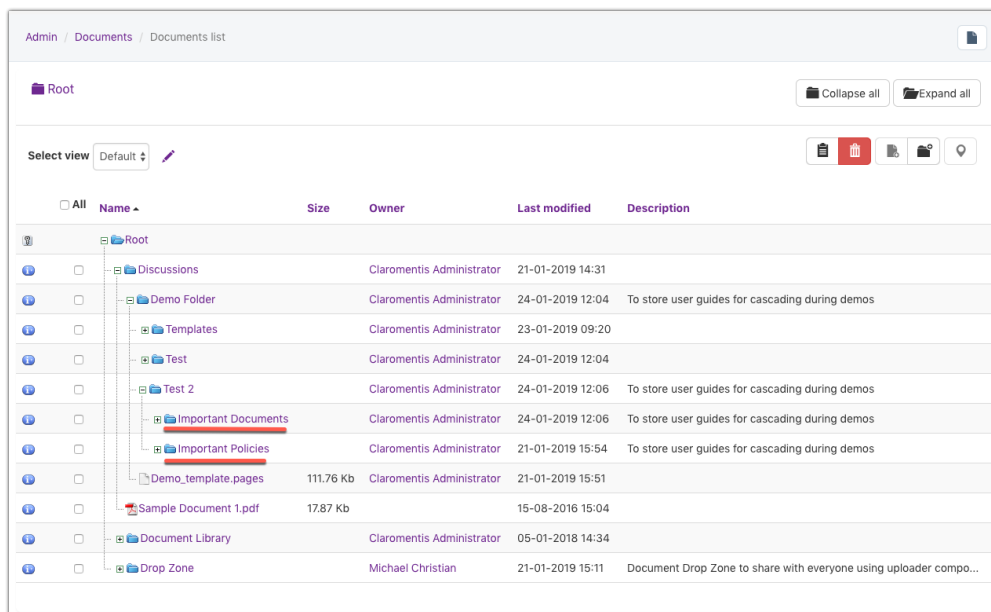 Admin / Documents / Documents list
Root
Collapse all Expand all
Select view Default
All Name Size Owner Last modified Description
Root
Discussions Claromentis Administrator 21-01-2019 14:31
Demo Folder Claromentis Administrator 24-01-2019 12:04 To store user guides for cascading during demos
Templates Claromentis Administrator 23-01-2019 09:20
Test Claromentis Administrator 24-01-2019 12:04
Test 2 Claromentis Administrator 24-01-2019 12:06 To store user guides for cascading during demos
Important Documents Claromentis Administrator 24-01-2019 12:06 To store user guides for cascading during demos
Important Policies Claromentis Administrator 21-01-2019 15:54 To store user guides for cascading during demos
Demo_template.pages 111.76 Kb Claromentis Administrator 21-01-2019 15:51
Sample Document 1.pdf 17.87 Kb 15-08-2016 15:04
Document Library Claromentis Administrator 05-01-2018 14:34
Drop Zone Michael Christian 21-01-2019 15:11 Document Drop Zone to share with everyone using uploader compo...